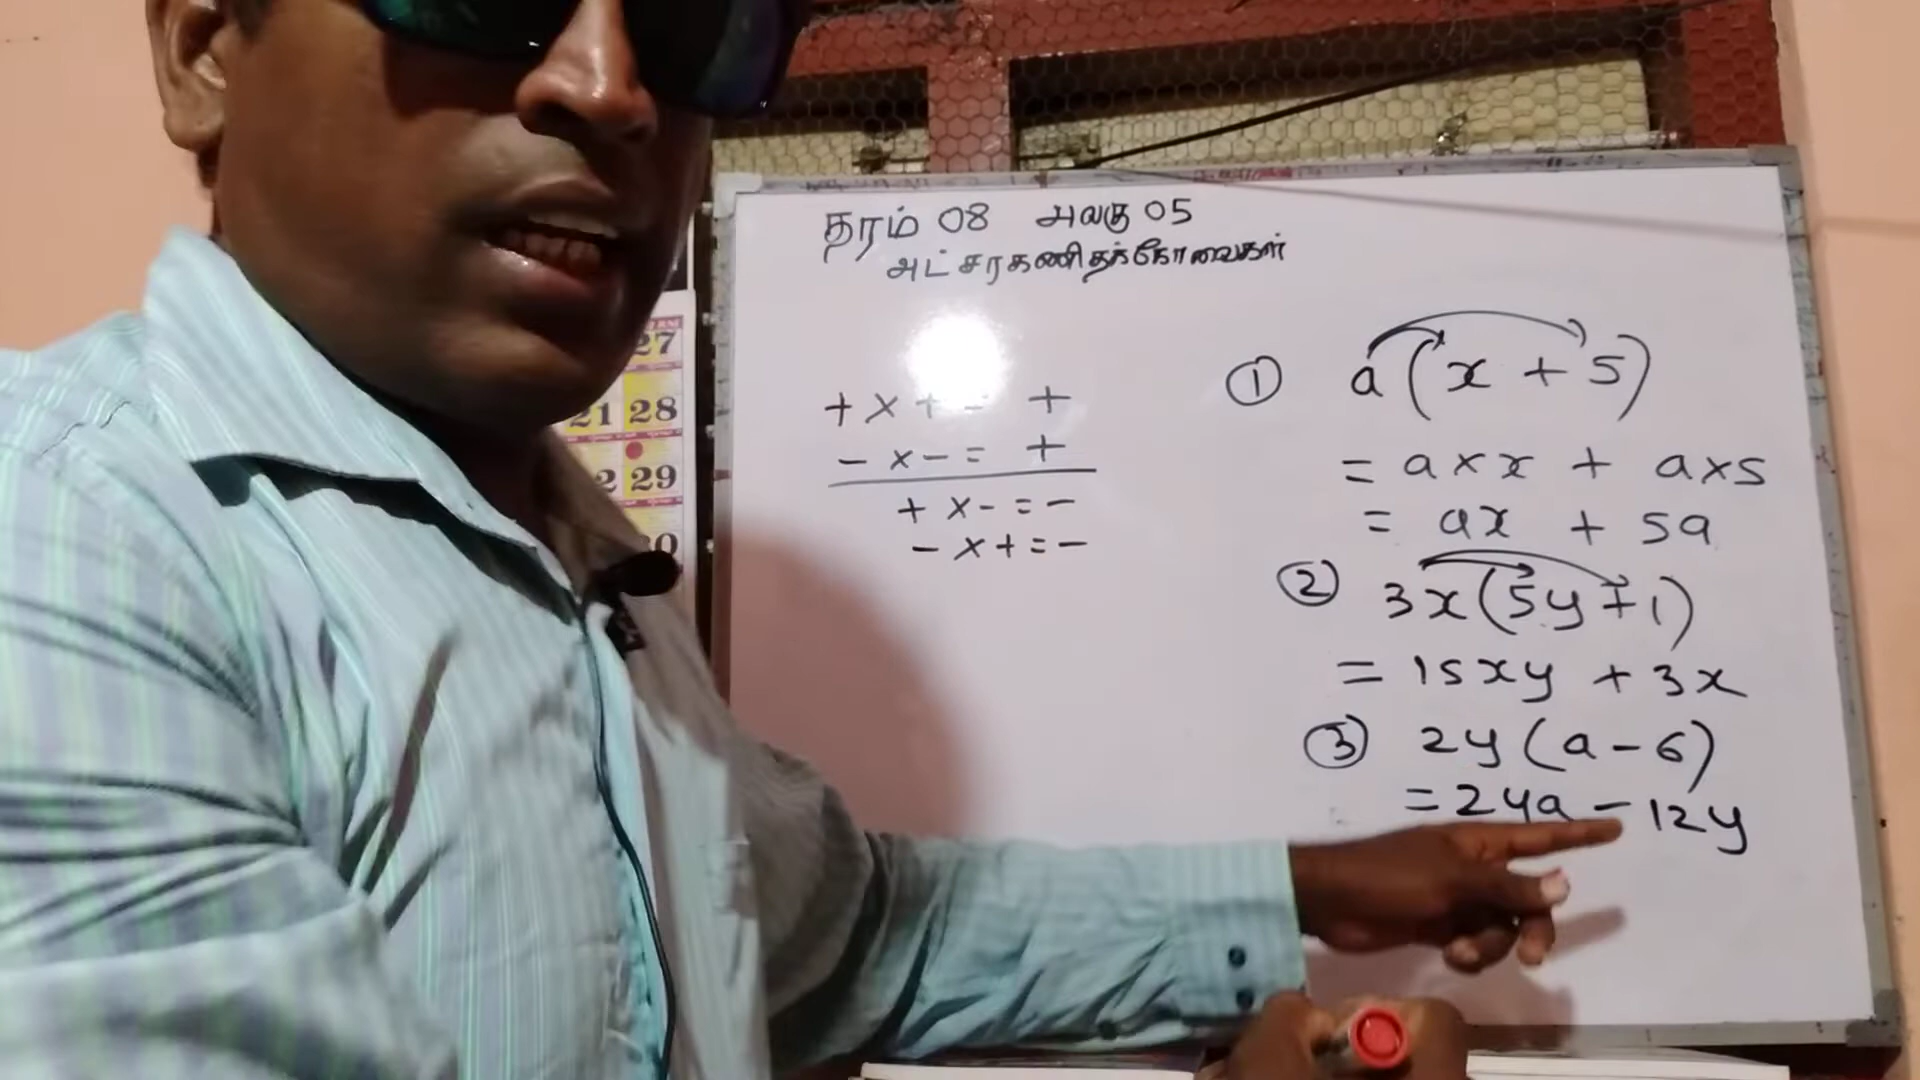 தரம் 08 அலகு 05
அட்சரகணிதக்கோவைகள்
+ × + = +
- × - = +
+ × - = -
- × + = -
① a(x + 5)
= a×x + a×5
= ax + 5a
② 3x(5y+1)
= 15xy + 3x
③ 2y(a-6)
= 2ya - 12y
27
21 28
29